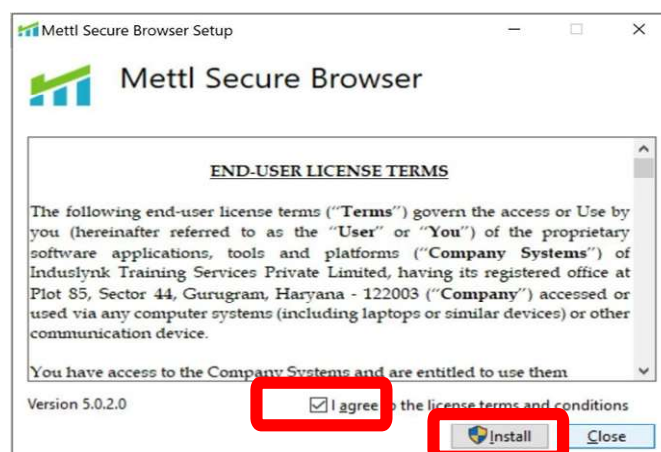 Mettl Secure Browser Setup
Mettl Secure Browser
END-USER LICENSE TERMS
The following end-user license terms (“Terms”) govern the access or Use by
you (hereinafter referred to as the “User” or “You”) of the proprietary
software applications, tools and platforms (“Company Systems”) of
Induslynk Training Services Private Limited, having its registered office at
Plot 85, Sector 44, Gurugram, Haryana - 122003 (“Company”) accessed or
used via any computer systems (including laptops or similar devices) or other
communication device.
You have access to the Company Systems and are entitled to use them
Version 5.0.2.0
I agree to the license terms and conditions
Install
Close